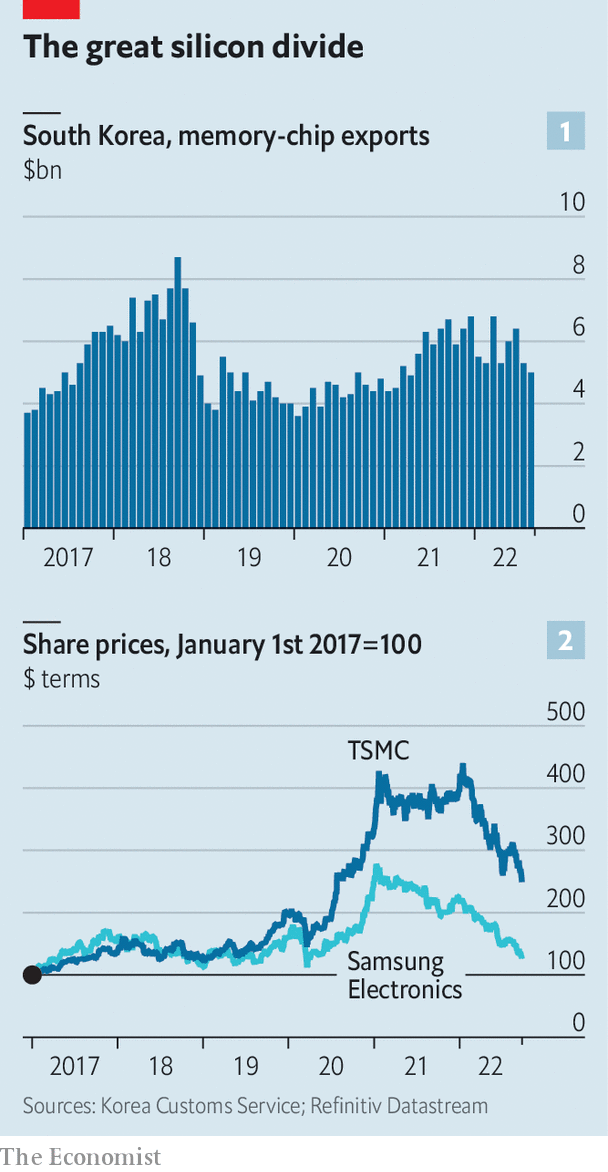 The great silicon divide
South Korea, memory-chip exports
1
$bn
10
8
6
4
2
0
2017 18 19 20 21 22
Share prices, January 1st 2017=100
2
$ terms
500
TSMC
400
300
200
Samsung
Electronics
100
0
2017 18 19 20 21 22
Sources: Korea Customs Service; Refinitiv Datastream
The Economist